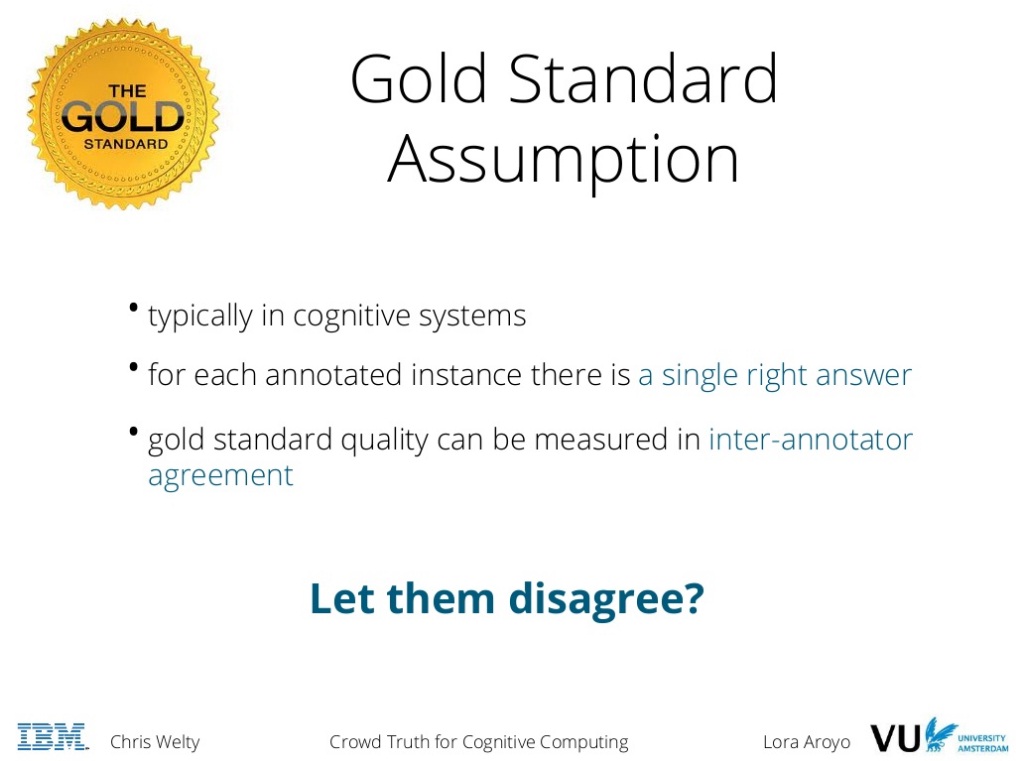 THE
GOLD
STANDARD
Gold Standard
Assumption
• typically in cognitive systems
• for each annotated instance there is a single right answer
• gold standard quality can be measured in inter-annotator
agreement
Let them disagree?
IBM Chris Welty Crowd Truth for Cognitive Computing Lora Aroyo VU UNIVERSITY
AMSTERDAM